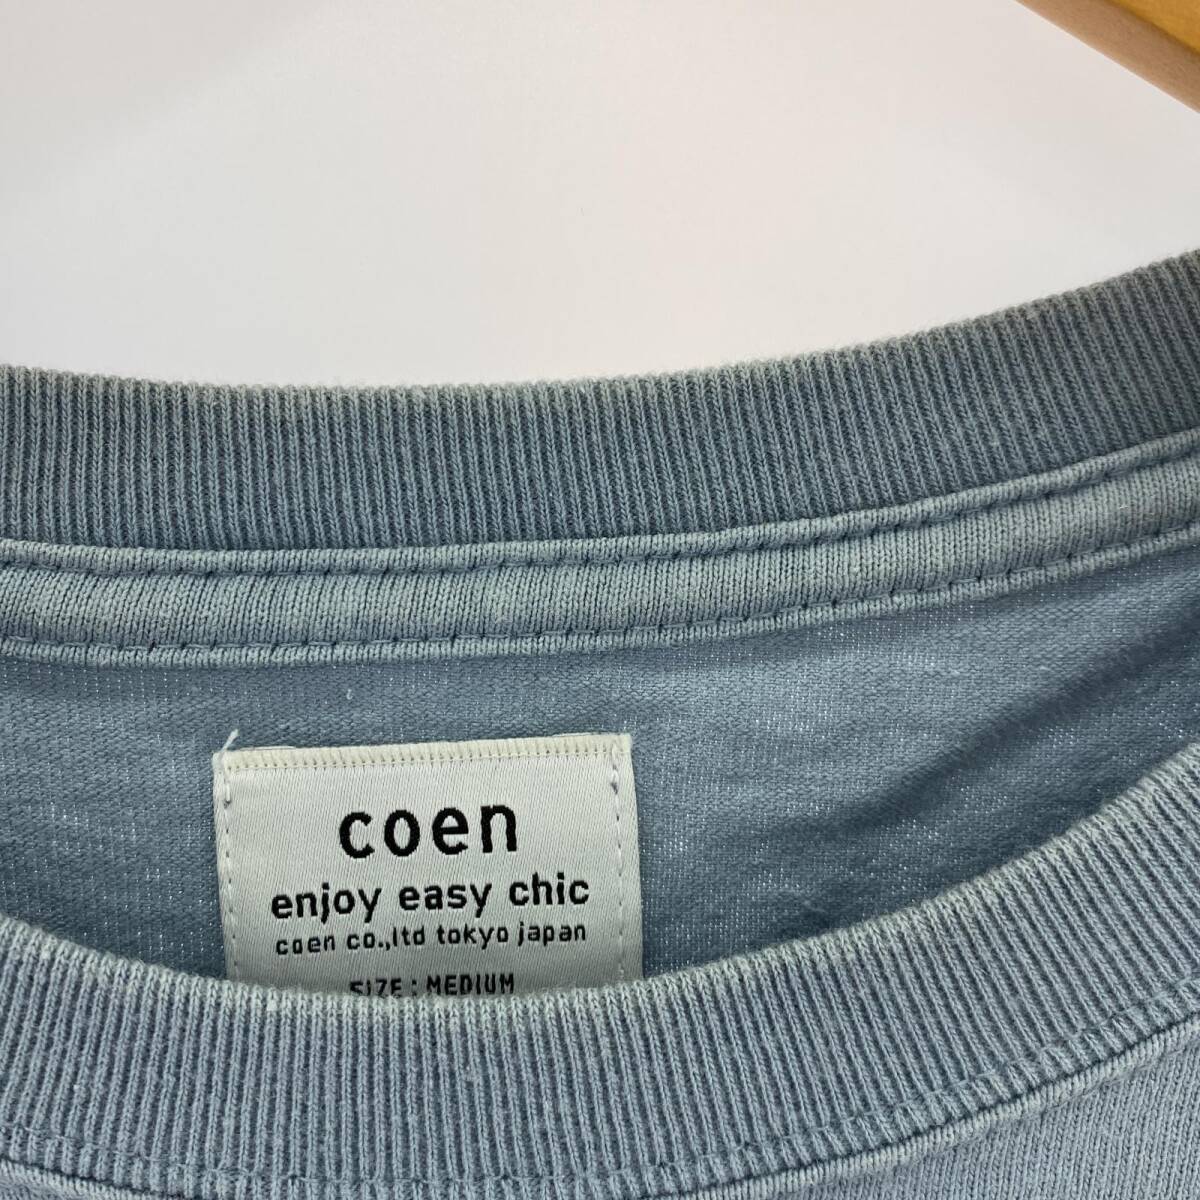 coen
enjoy easy chic
coen co.,ltd tokyo japan
SIZE : MEDIUM